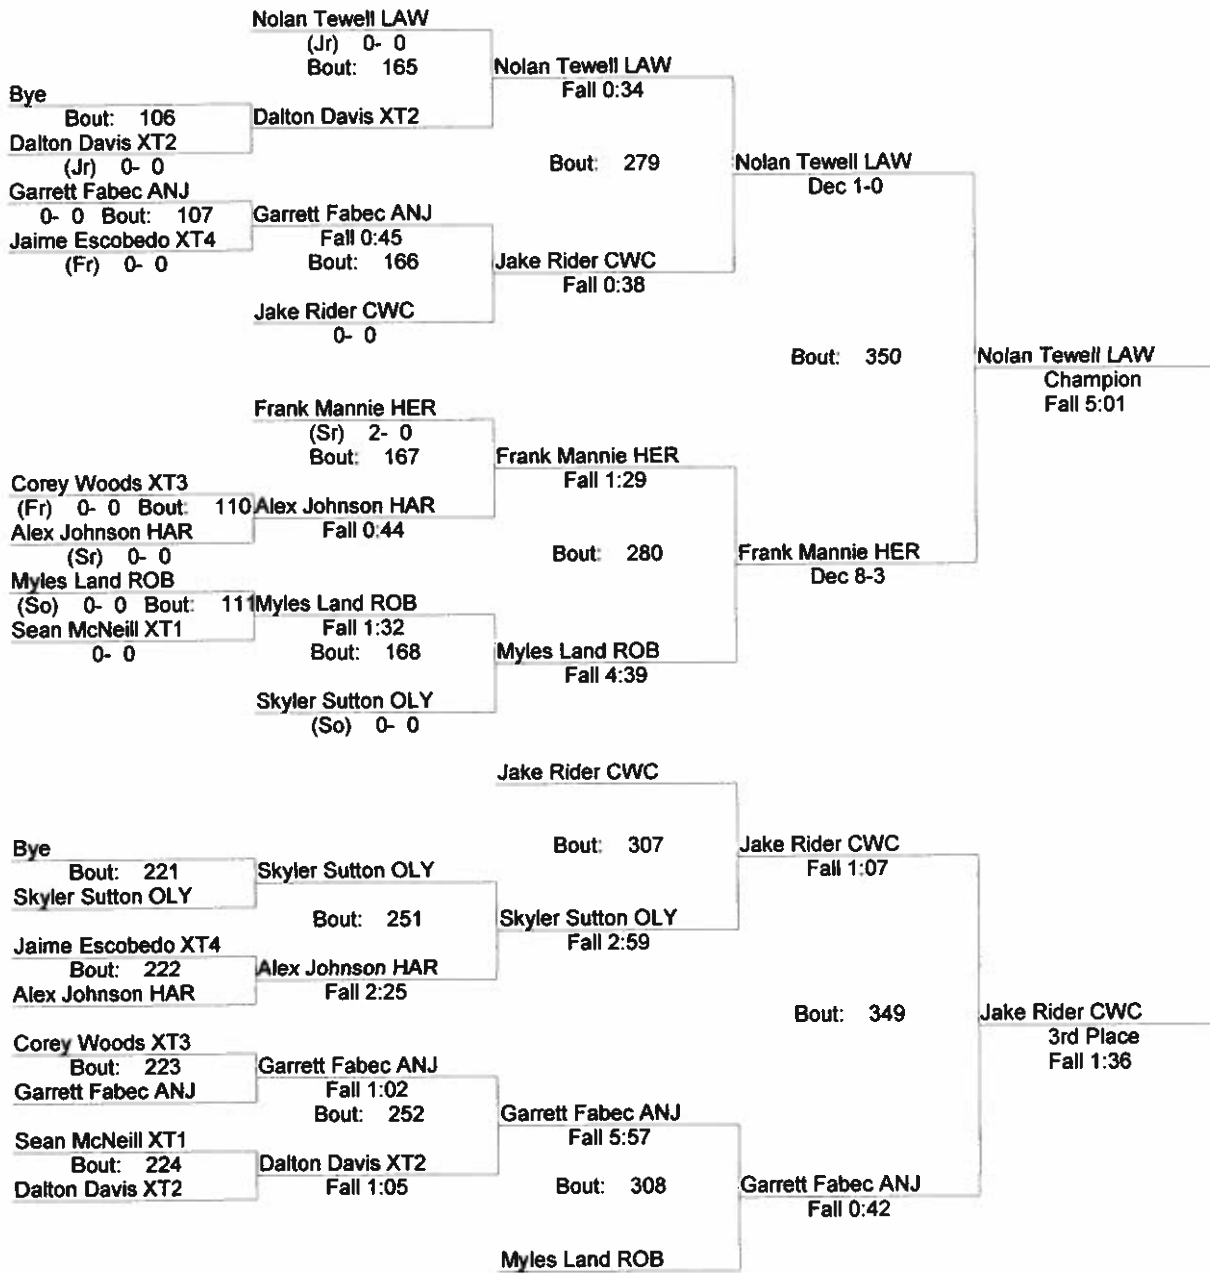 Nolan Tewell LAW
(Jr) 0- 0
Bout: 165
Nolan Tewell LAW
Fall 0:34
Bye
Bout: 106
Dalton Davis XT2
Dalton Davis XT2
(Jr) 0- 0
Bout: 279
Nolan Tewell LAW
Dec 1-0
Garrett Fabec ANJ
0- 0 Bout: 107
Garrett Fabec ANJ
Jaime Escobedo XT4
Fall 0:45
(Fr) 0- 0
Bout: 166
Jake Rider CWC
Fall 0:38
Jake Rider CWC
0- 0
Bout: 350
Nolan Tewell LAW
Champion
Fall 5:01
Frank Mannie HER
(Sr) 2- 0
Bout: 167
Frank Mannie HER
Fall 1:29
Corey Woods XT3
(Fr) 0- 0 Bout: 110
Alex Johnson HAR
Alex Johnson HAR
Fall 0:44
(Sr) 0- 0
Bout: 280
Frank Mannie HER
Dec 8-3
Myles Land ROB
(So) 0- 0 Bout: 111
Myles Land ROB
Sean McNeill XT1
Fall 1:32
0- 0
Bout: 168
Myles Land ROB
Fall 4:39
Skyler Sutton OLY
(So) 0- 0
Jake Rider CWC
Bout: 307
Jake Rider CWC
Fall 1:07
Bye
Bout: 221
Skyler Sutton OLY
Skyler Sutton OLY
Bout: 251
Skyler Sutton OLY
Fall 2:59
Jaime Escobedo XT4
Bout: 222
Alex Johnson HAR
Alex Johnson HAR
Fall 2:25
Bout: 349
Jake Rider CWC
3rd Place
Fall 1:36
Corey Woods XT3
Bout: 223
Garrett Fabec ANJ
Garrett Fabec ANJ
Fall 1:02
Bout: 252
Garrett Fabec ANJ
Fall 5:57
Sean McNeill XT1
Bout: 224
Dalton Davis XT2
Dalton Davis XT2
Fall 1:05
Bout: 308
Garrett Fabec ANJ
Fall 0:42
Myles Land ROB